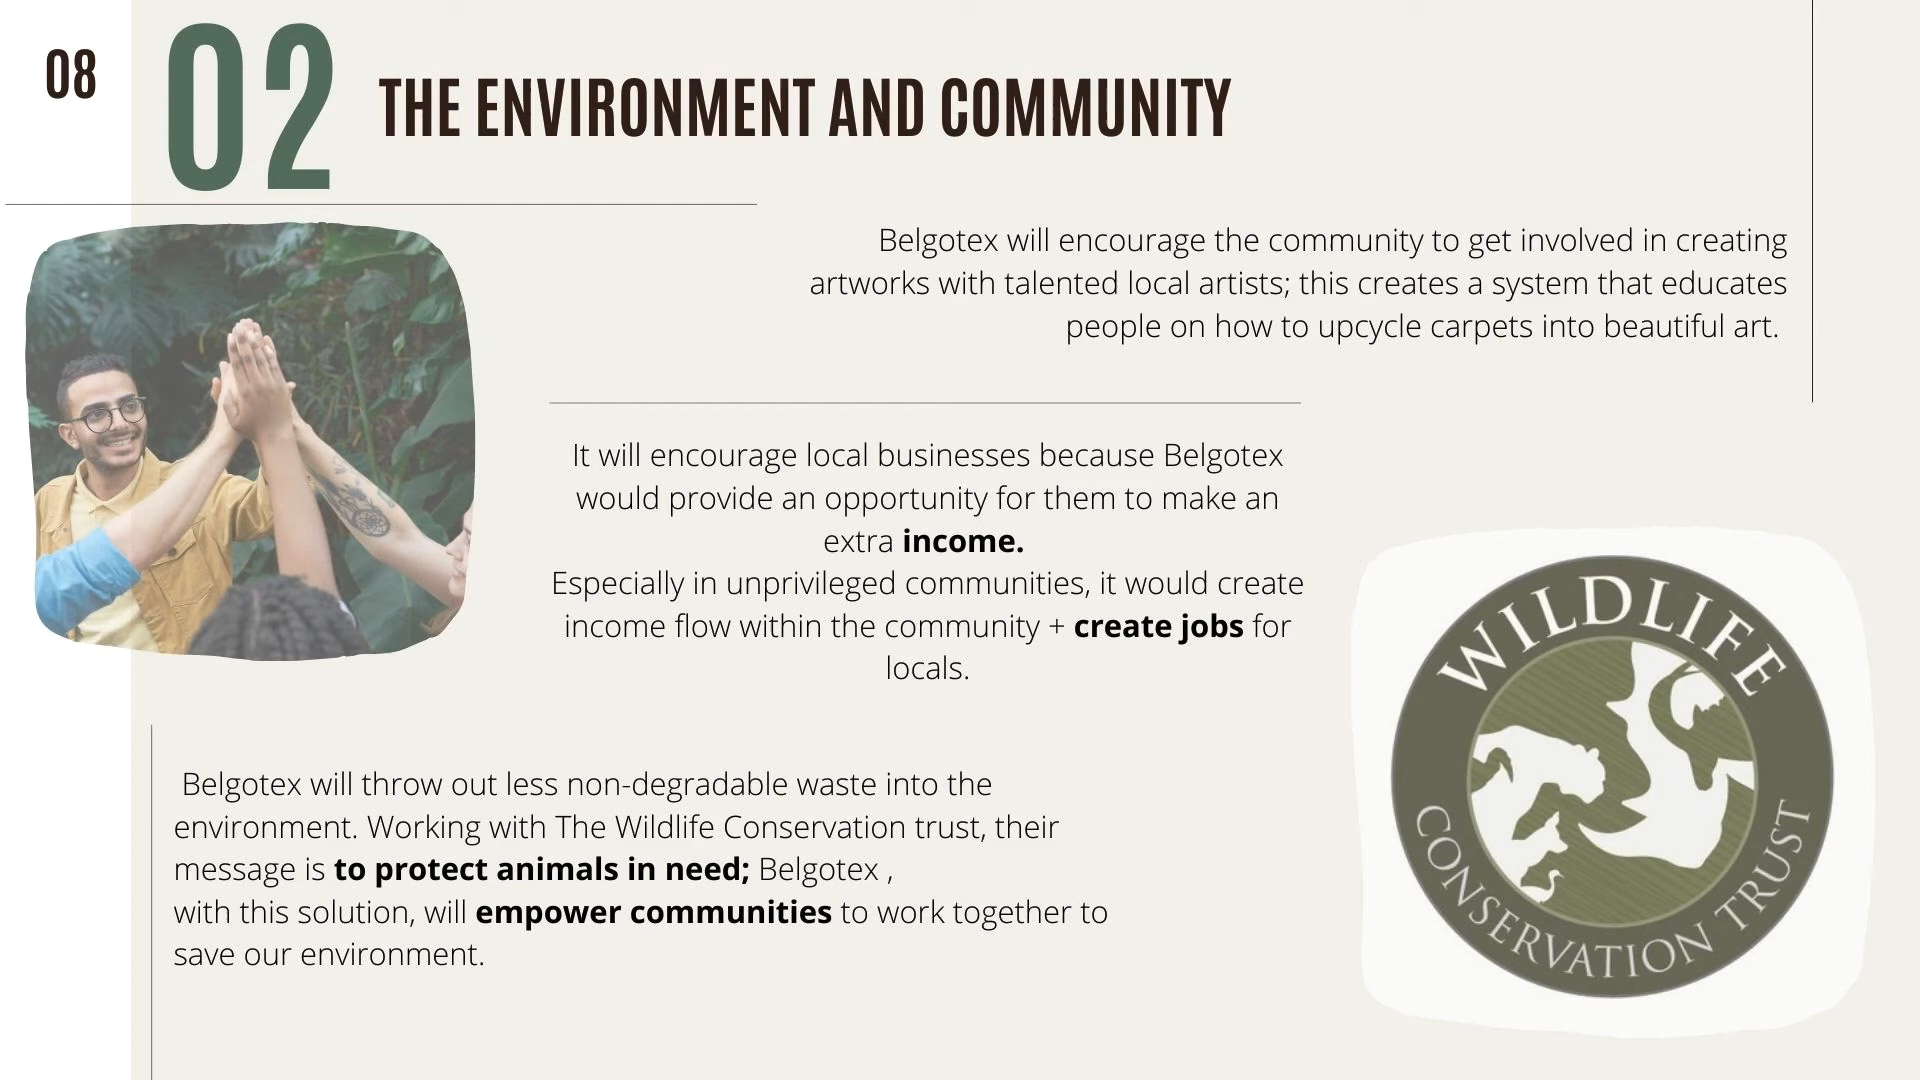 08
02
THE ENVIRONMENT AND COMMUNITY
Belgotex will encourage the community to get involved in creating
artworks with talented local artists; this creates a system that educates
people on how to upcycle carpets into beautiful art.
It will encourage local businesses because Belgotex
would provide an opportunity for them to make an
extra income.
Especially in unprivileged communities, it would create
income flow within the community + create jobs for
locals.
Belgotex will throw out less non-degradable waste into the
environment. Working with The Wildlife Conservation trust, their
message is to protect animals in need; Belgotex ,
with this solution, will empower communities to work together to
save our environment.
WILDLIFE
CONSERVATION TRUST